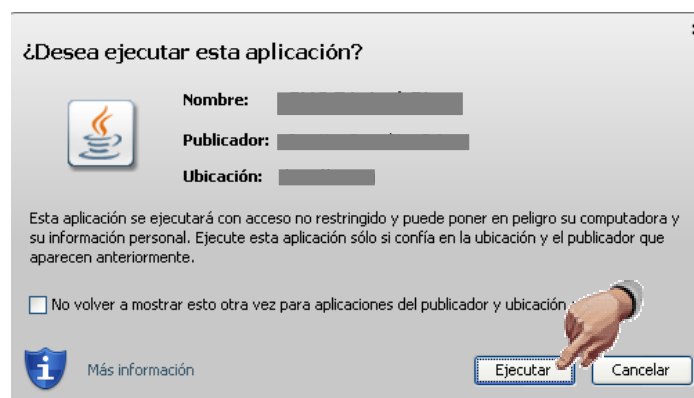 ¿Desea ejecutar esta aplicación?
Nombre:
Publicador:
Ubicación:
Esta aplicación se ejecutará con acceso no restringido y puede poner en peligro su computadora y
su información personal. Ejecute esta aplicación sólo si confía en la ubicación y el publicador que
aparecen anteriormente.
No volver a mostrar esto otra vez para aplicaciones del publicador y ubicación
Más información
Ejecutar
Cancelar